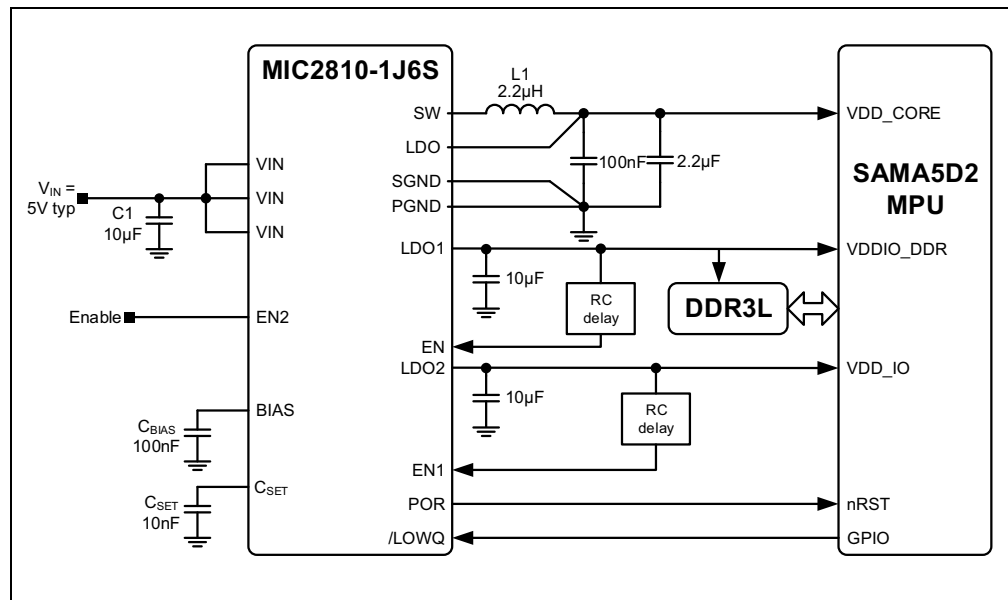 MIC2810-1J6S
SW
LDO
SGND
PGND
LDO1
EN
LDO2
EN1
POR
/LOWQ
VIN
VIN
VIN
EN2
BIAS
CSET
VIN =
5V typ
C1
10µF
Enable
CBIAS
100nF
CSET
10nF
L1
2.2µH
100nF
2.2µF
10µF
RC
delay
DDR3L
10µF
RC
delay
SAMA5D2
MPU
VDD_CORE
VDDIO_DDR
VDD_IO
nRST
GPIO